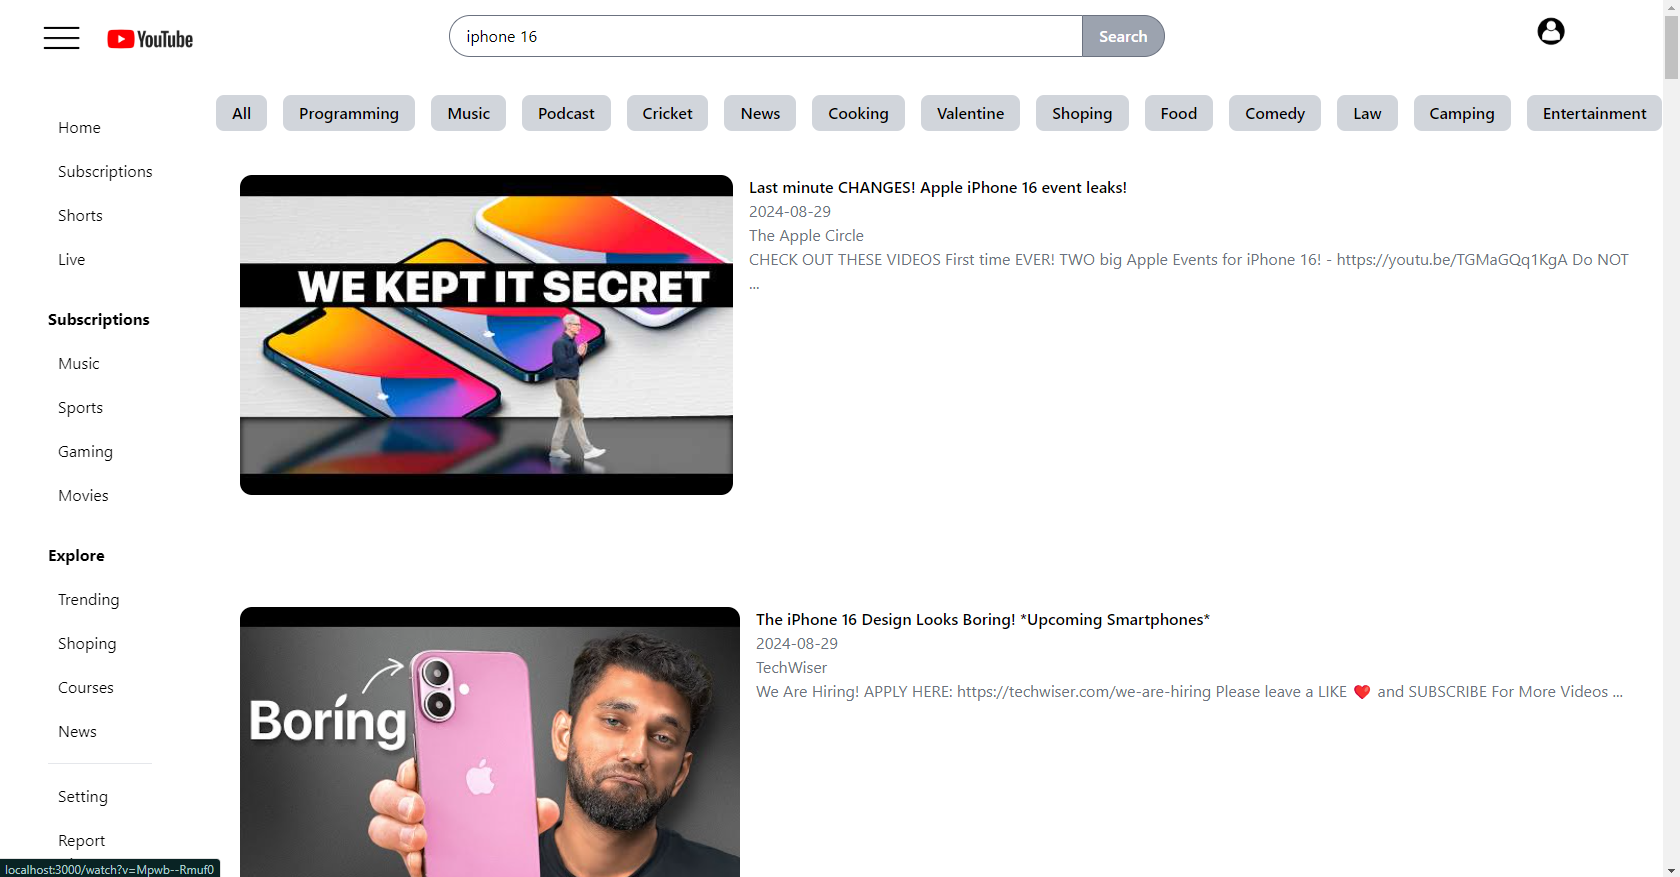 YouTube
iphone 16
Search
All
Programming
Music
Podcast
Cricket
News
Cooking
Valentine
Shoping
Food
Comedy
Law
Camping
Entertainment
Home
Subscriptions
Shorts
Live
Subscriptions
Music
Sports
Gaming
Movies
Explore
Trending
Shoping
Courses
News
Setting
Report
WE KEPT IT SECRET
Last minute CHANGES! Apple iPhone 16 event leaks!
2024-08-29
The Apple Circle
CHECK OUT THESE VIDEOS First time EVER! TWO big Apple Events for iPhone 16! - https://youtu.be/TGMaGQq1KgA Do NOT
...
Boring
The iPhone 16 Design Looks Boring! *Upcoming Smartphones*
2024-08-29
TechWiser
We Are Hiring! APPLY HERE: https://techwiser.com/we-are-hiring Please leave a LIKE ❤️ and SUBSCRIBE For More Videos ...
localhost:3000/watch?v=Mpwb--Rmuf0